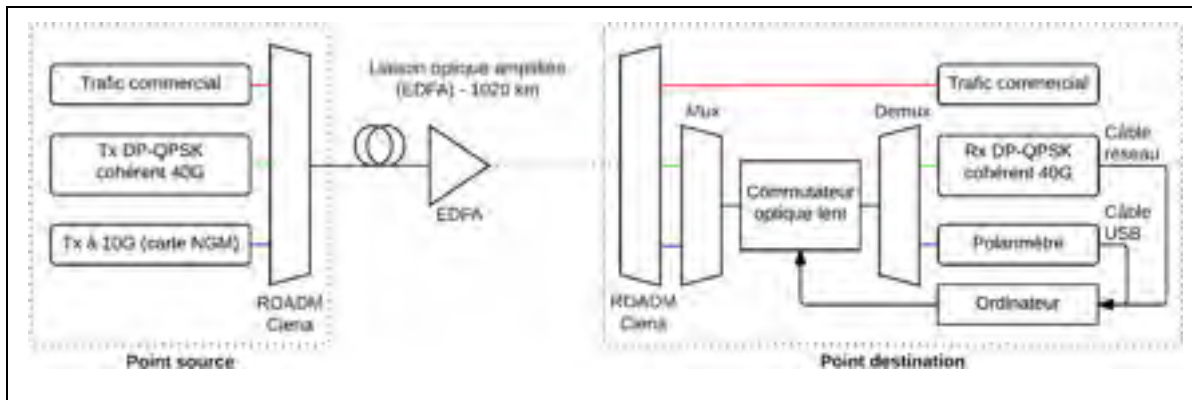 Trafic commercial
Tx DP-QPSK
cohérent 40G
Tx à 10G (carte NGM)
ROADM
Ciena
Point source
Liaison optique amplifiée
(EDFA) - 1020 km
EDFA
ROADM
Ciena
Mux
Commutateur
optique lent
Demux
Trafic commercial
Rx DP-QPSK
cohérent 40G
Câble
réseau
Câble
USB
Polarimètre
Ordinateur
Point destination